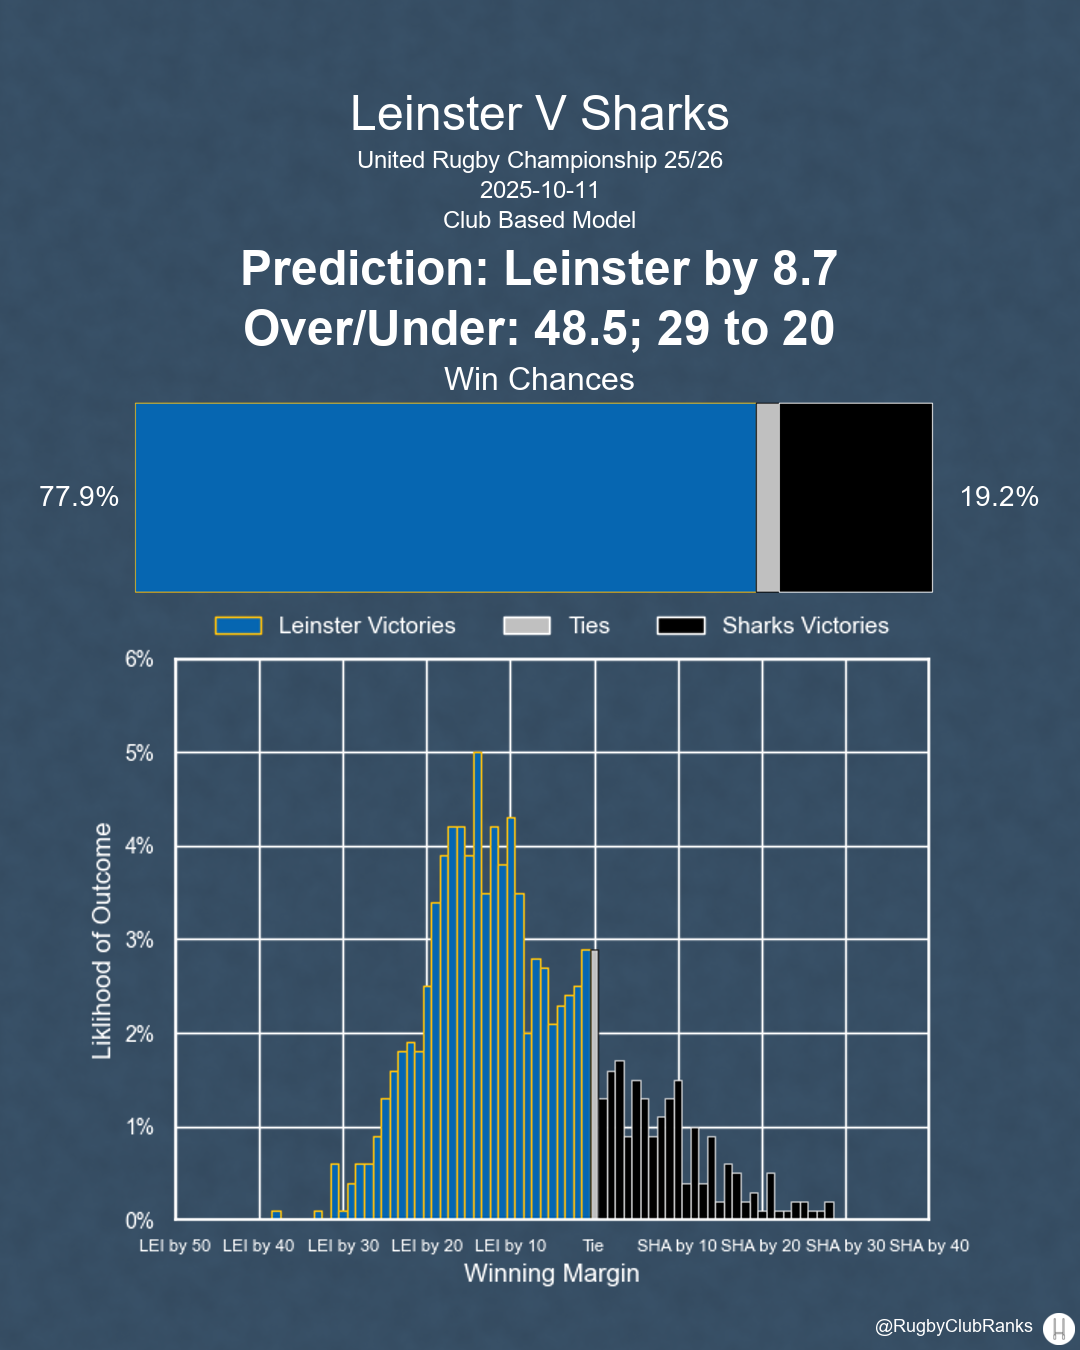 Leinster V Sharks
United Rugby Championship 25/26
2025-10-11
Club Based Model
Prediction: Leinster by 8.7
Over/Under: 48.5; 29 to 20
Win Chances
77.9%
19.2%
Leinster Victories
Ties
Sharks Victories
6%
5%
4%
3%
2%
1%
0%
Liklihood of Outcome
LEI by 50
LEI by 40
LEI by 30
LEI by 20
LEI by 10
Tie
SHA by 10
SHA by 20
SHA by 30
SHA by 40
Winning Margin
@RugbyClubRanks